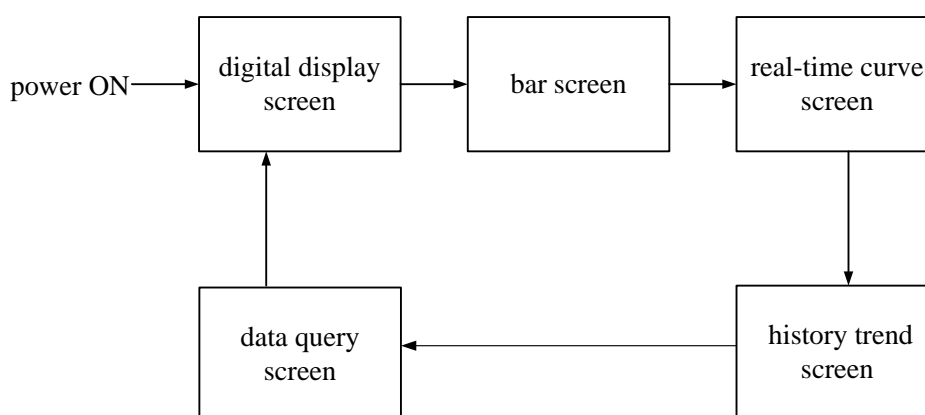 power ON
digital display
screen
bar screen
real-time curve
screen
history trend
screen
data query
screen